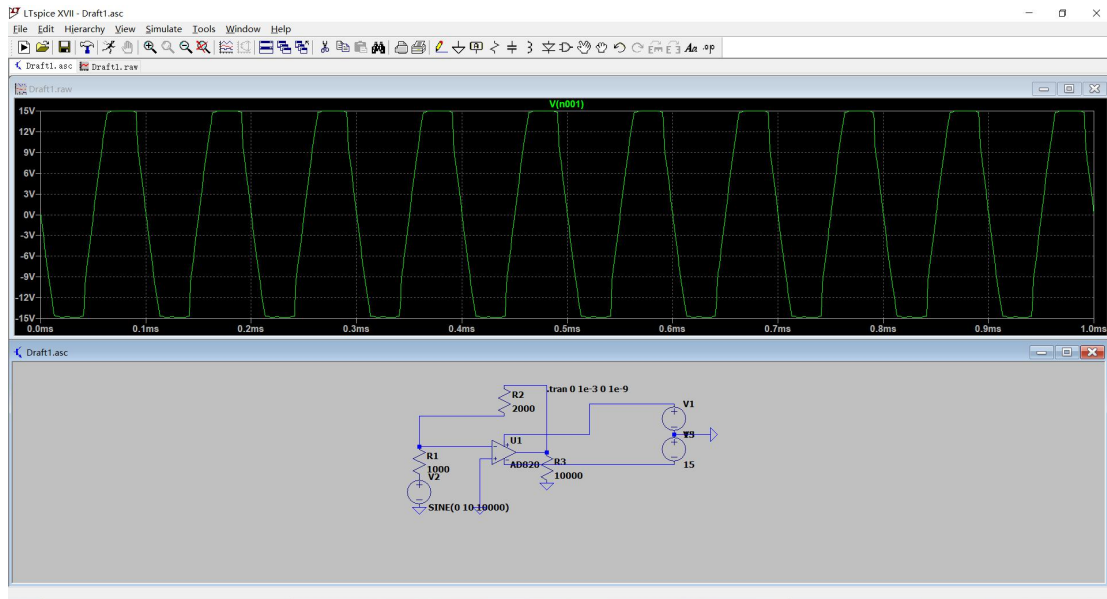 LTspice XVII - Draft1.asc
File Edit Hierarchy View Simulate Tools Window Help
Draft1.asc Draft1.raw
Draft1.raw
V(n001)
15V
12V
9V
6V
3V
0V
-3V
-6V
-9V
-12V
-15V
0.0ms 0.1ms 0.2ms 0.3ms 0.4ms 0.5ms 0.6ms 0.7ms 0.8ms 0.9ms 1.0ms
Draft1.asc
R2
2000
.tran 0 1e-3 0 1e-9
V1
U1
AD820
R1
1000
V2
R3
10000
15
SINE(0 10 10000)